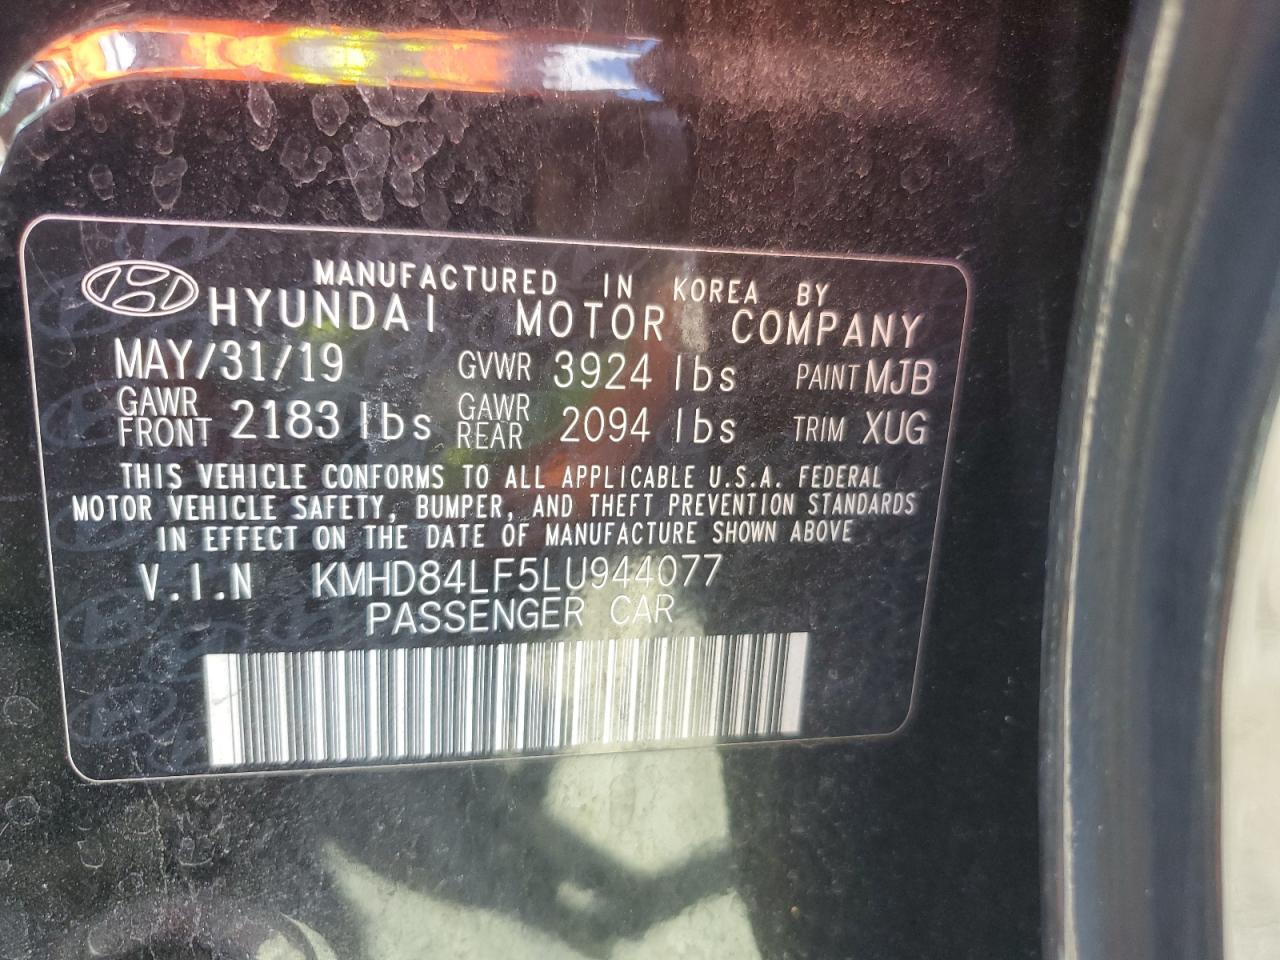 MANUFACTURED IN KOREA BY
HYUNDAI MOTOR COMPANY
MAY/31/19 GVWR 3924 lbs PAINT MJB
GAWR FRONT 2183 lbs GAWR REAR 2094 lbs TRIM XUG
THIS VEHICLE CONFORMS TO ALL APPLICABLE U.S.A. FEDERAL
MOTOR VEHICLE SAFETY, BUMPER, AND THEFT PREVENTION STANDARDS
IN EFFECT ON THE DATE OF MANUFACTURE SHOWN ABOVE
V.I.N KMHD84LF5LU944077
PASSENGER CAR